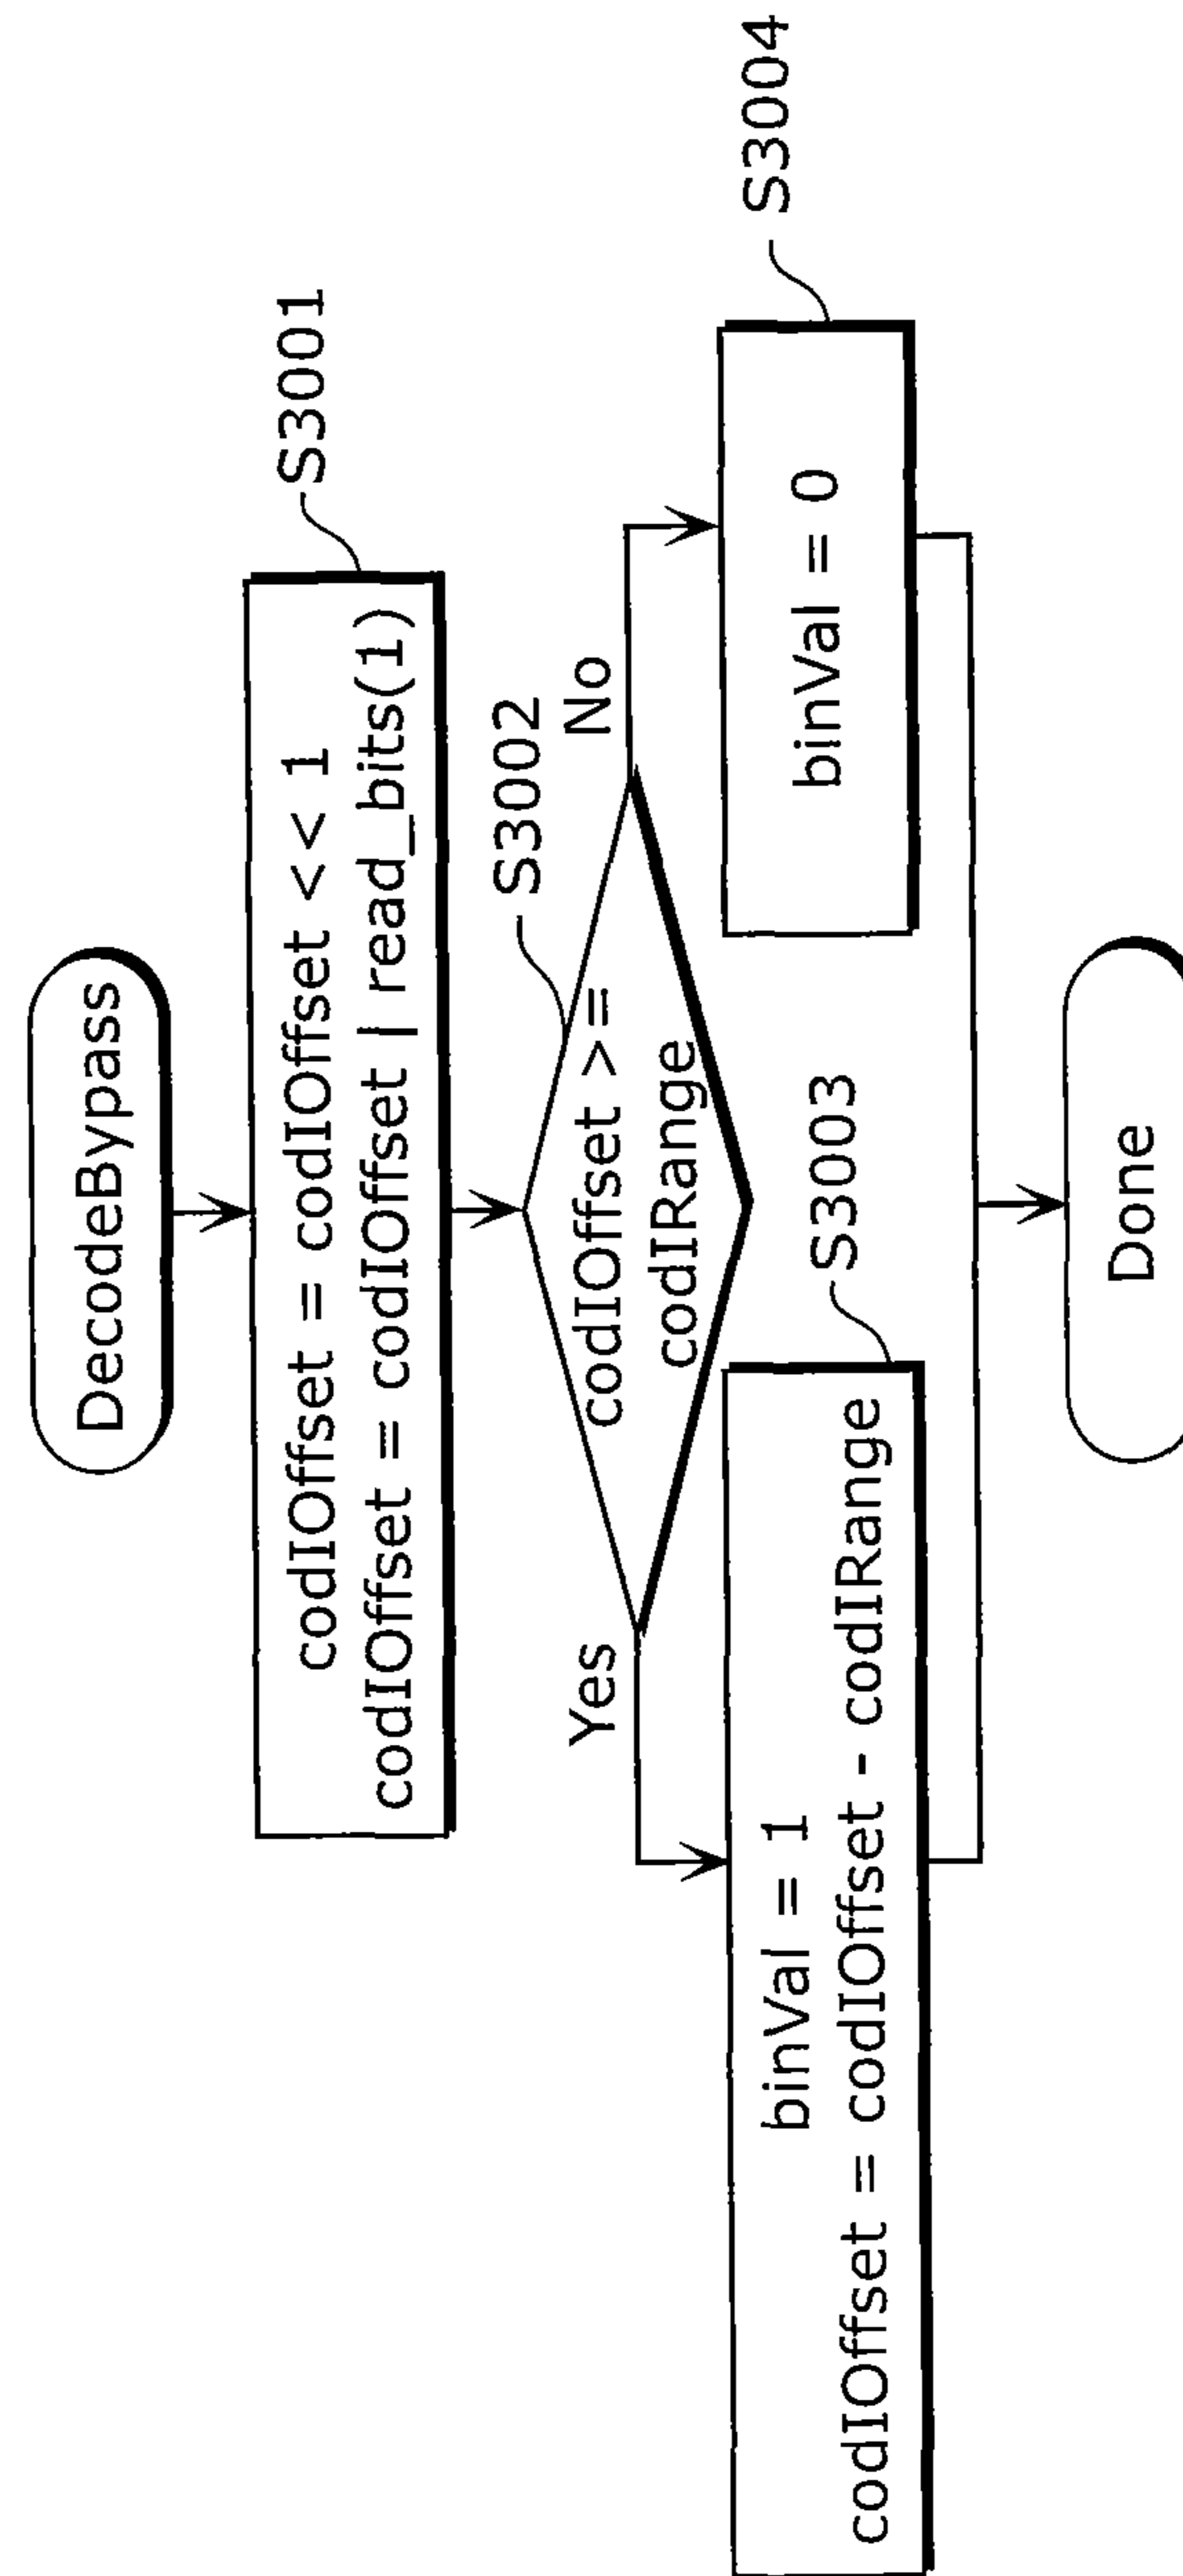 DecodeBypass
codIOffset = codIOffset << 1
codIOffset = codIOffset | read_bits(1)
S3001
S3002
codIOffset >=
codIRange
Yes
No
binVal = 1
codIOffset = codIOffset - codIRange
S3003
binVal = 0
S3004
Done